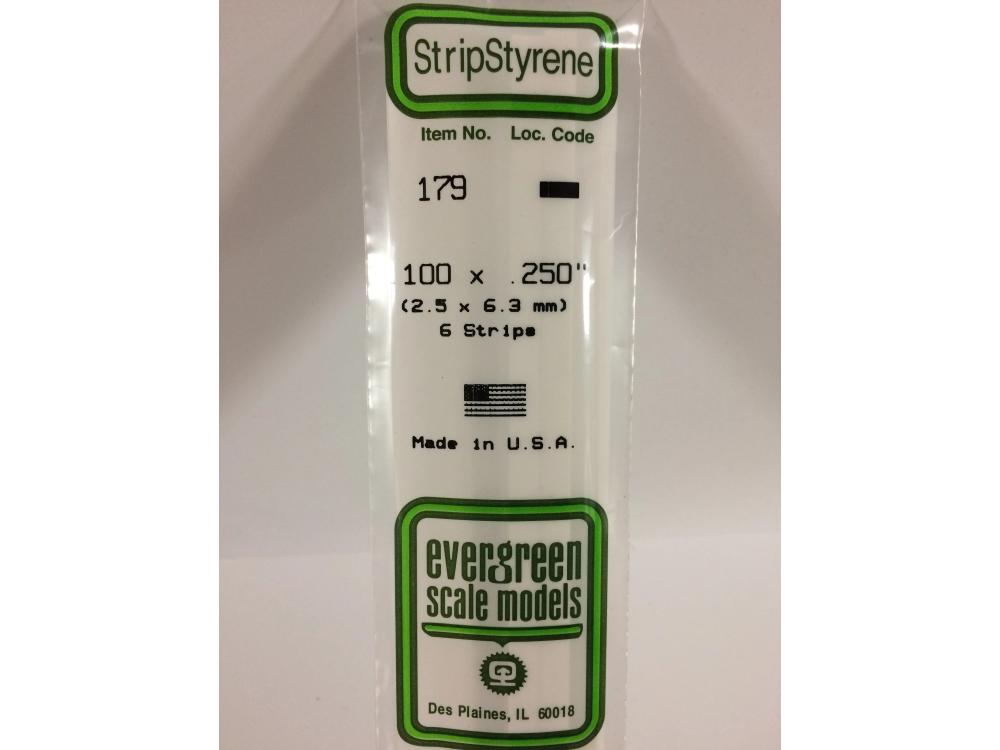 StripStyrene
Item No. Loc. Code
179
100 x .250"
(2.5 x 6.3 mm)
6 Strips
Made in U.S.A.
evergreen
scale models
Des Plaines, IL 60018